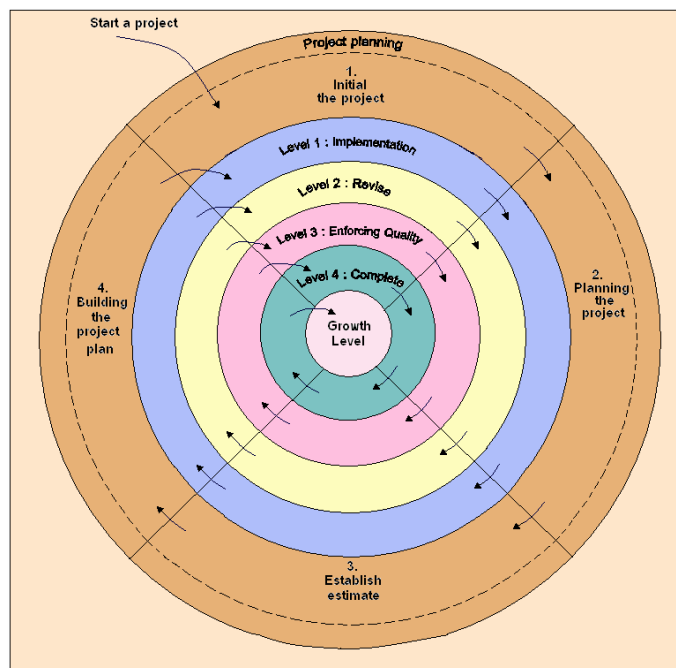 Start a project
Project planning
1.
Initial
the project
Level 1 : Implementation
Level 2 : Revise
Level 3 : Enforcing Quality
Level 4 : Complete
Growth
Level
2.
Planning
the
project
3.
Establish
estimate
4.
Building
the
project
plan